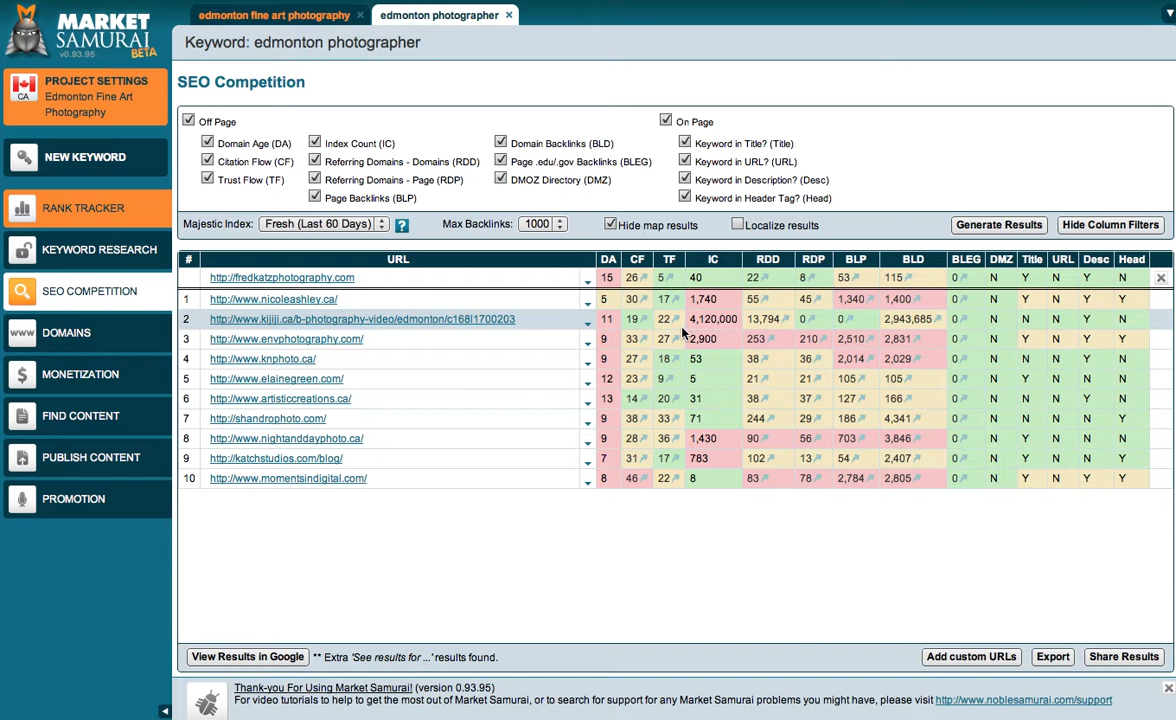 MARKET
SAMURAI
v0.93.95 BETA
edmonton fine art photography ×
edmonton photographer ×
Keyword: edmonton photographer
PROJECT SETTINGS
CA
Edmonton Fine Art
Photography
NEW KEYWORD
RANK TRACKER
KEYWORD RESEARCH
SEO COMPETITION
www DOMAINS
$ MONETIZATION
FIND CONTENT
PUBLISH CONTENT
PROMOTION
SEO Competition
Off Page On Page
Domain Age (DA) Index Count (IC) Domain Backlinks (BLD) Keyword in Title? (Title)
Citation Flow (CF) Referring Domains - Domains (RDD) Page .edu/.gov Backlinks (BLEG) Keyword in URL? (URL)
Trust Flow (TF) Referring Domains - Page (RDP) DMOZ Directory (DMZ) Keyword in Description? (Desc)
Page Backlinks (BLP) Keyword in Header Tag? (Head)
Majestic Index: Fresh (Last 60 Days) ? Max Backlinks: 1000 Hide map results Localize results Generate Results Hide Column Filters
# URL DA CF TF IC RDD RDP BLP BLD BLEG DMZ Title URL Desc Head
http://fredkatzphotography.com 15 26 5 40 22 8 53 115 0 N Y N Y Y
1 http://www.nicoleashley.ca/ 5 30 17 1,740 55 45 1,340 1,400 0 N Y N Y Y
2 http://www.kijiji.ca/b-photography-video/edmonton/c168l1700203 11 19 22 4,120,000 13,794 0 0 2,943,685 0 N N N N N
3 http://www.envphotography.com/ 9 33 27 2,900 253 210 2,510 2,831 0 N Y N Y Y
4 http://www.knphoto.ca/ 9 27 18 53 38 36 2,014 2,029 0 N Y N Y N
5 http://www.elainegreen.com/ 12 23 9 5 21 21 105 105 0 N N N N N
6 http://www.artisticcreations.ca/ 13 14 20 31 38 37 127 166 0 N Y N Y N
7 http://shandrophoto.com/ 9 38 33 71 244 29 186 4,341 0 N N N N Y
8 http://www.nightanddayphoto.ca/ 9 28 36 1,430 90 56 703 3,846 0 N Y N Y N
9 http://katchstudios.com/blog/ 7 31 17 783 102 13 54 2,407 0 N Y N N Y
10 http://www.momentsindigital.com/ 8 46 22 8 83 78 2,784 2,805 0 N Y N Y Y
View Results in Google ** Extra 'See results for ...' results found. Add custom URLs Export Share Results
Thank-you For Using Market Samurai! (version 0.93.95)
For video tutorials to help to get the most out of Market Samurai, or to search for support for any Market Samurai problems you might have, please visit http://www.noblesamurai.com/support